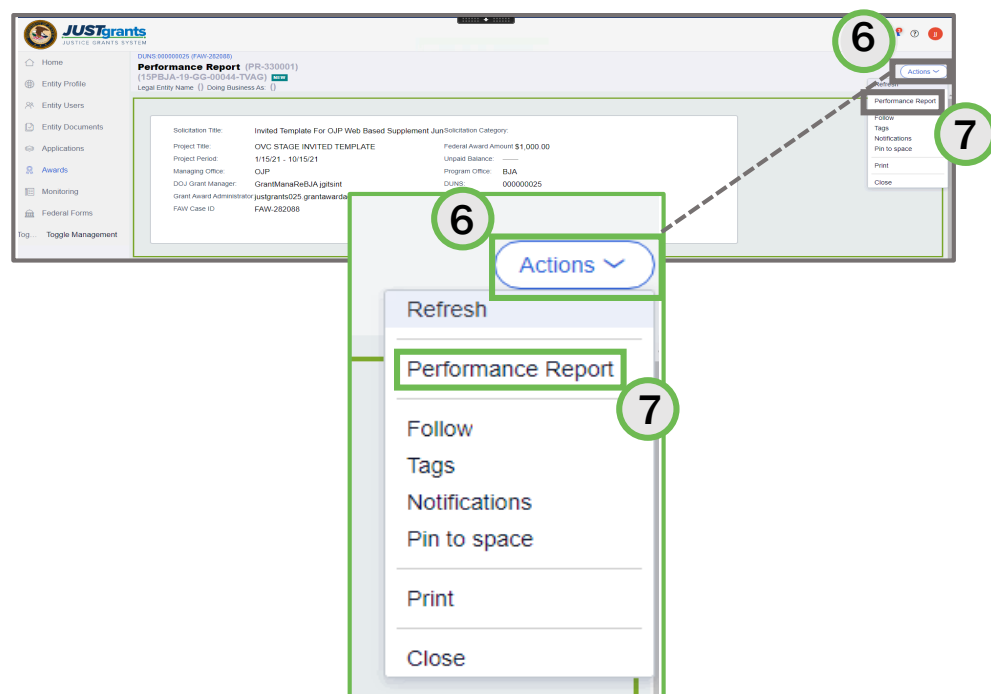 JUSTgrants
JUSTICE GRANTS SYSTEM
6
Home
Entity Profile
Entity Users
Entity Documents
Applications
Awards
Monitoring
Federal Forms
Tog... Toggle Management
DUNS:000000025 (FAW-282088)
Performance Report (PR-330001)
(15PBJA-19-GG-00044-TVAG) NEW
Legal Entity Name () Doing Business As ()
Actions
Refresh
Performance Report
7
Follow
Tags
Notifications
Pin to space
Print
Close
Solicitation Title: Invited Template For OJP Web Based Supplement Jun Solicitation Category:
Project Title: OVC STAGE INVITED TEMPLATE Federal Award Amount $1,000.00
Project Period: 1/15/21 - 10/15/21 Unpaid Balance: ——
Managing Office: OJP Program Office: BJA
DOJ Grant Manager: GrantManaReBJA jgitsint DUNS: 000000025
Grant Award Administrator justgrants025 grantawarda
FAW Case ID FAW-282088
6
Actions
Refresh
Performance Report
7
Follow
Tags
Notifications
Pin to space
Print
Close